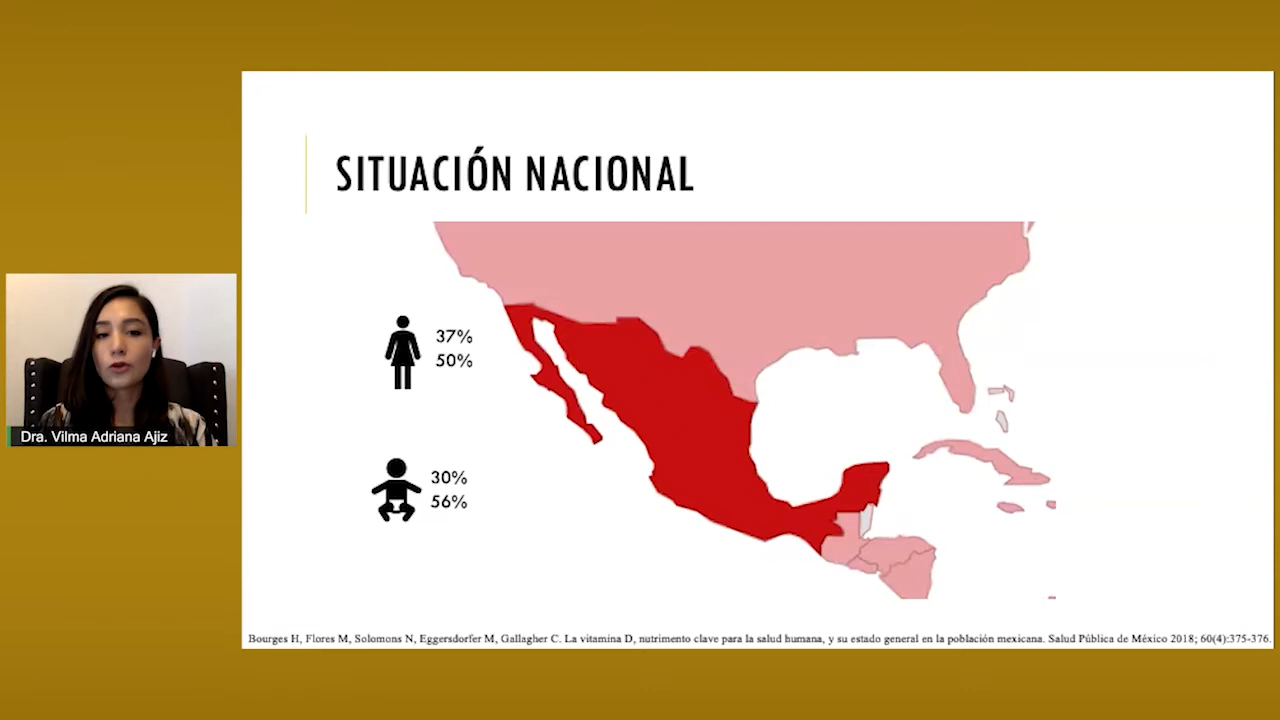 SITUACIÓN NACIONAL
37%
50%
30%
56%
Dra. Vilma Adriana Ajiz
Bourges H, Flores M, Solomons N, Eggersdorfer M, Gallagher C. La vitamina D, nutrimento clave para la salud humana, y su estado general en la población mexicana. Salud Pública de México 2018; 60(4):375-376.